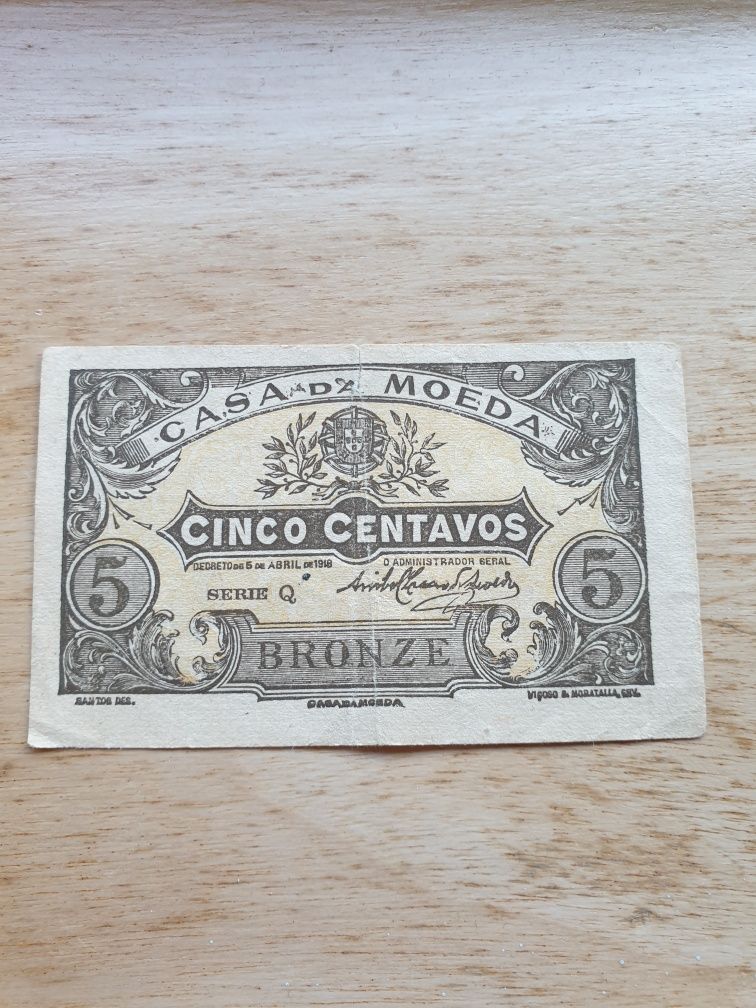 CASA DA MOEDA
CINCO CENTAVOS
DECRETO DE 5 DE ABRIL DE 1918
O ADMINISTRADOR GERAL
SERIE Q
5
5
BRONZE
SANTOS DES.
CASA DA MOEDA
VIGOSO & MORATALLA, GRV.